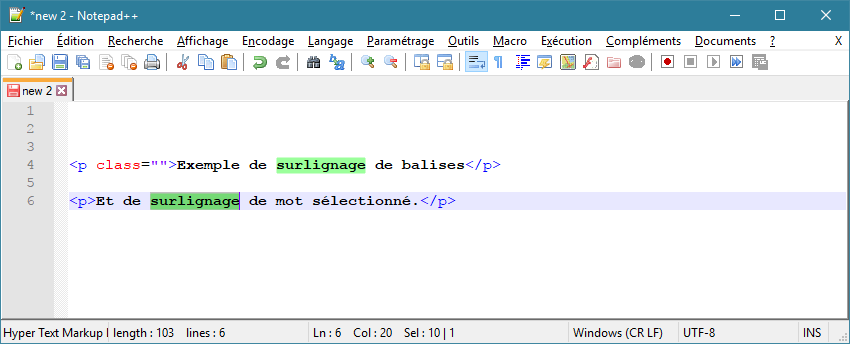 *new 2 - Notepad++
Fichier Édition Recherche Affichage Encodage Langage Paramétrage Outils Macro Exécution Compléments Documents ? X
new 2
1
2
3
4 <p class="">Exemple de surlignage de balises</p>
5
6 <p>Et de surlignage de mot sélectionné.</p>
Hyper Text Markup l length : 103 lines : 6 Ln : 6 Col : 20 Sel : 10 | 1 Windows (CR LF) UTF-8 INS